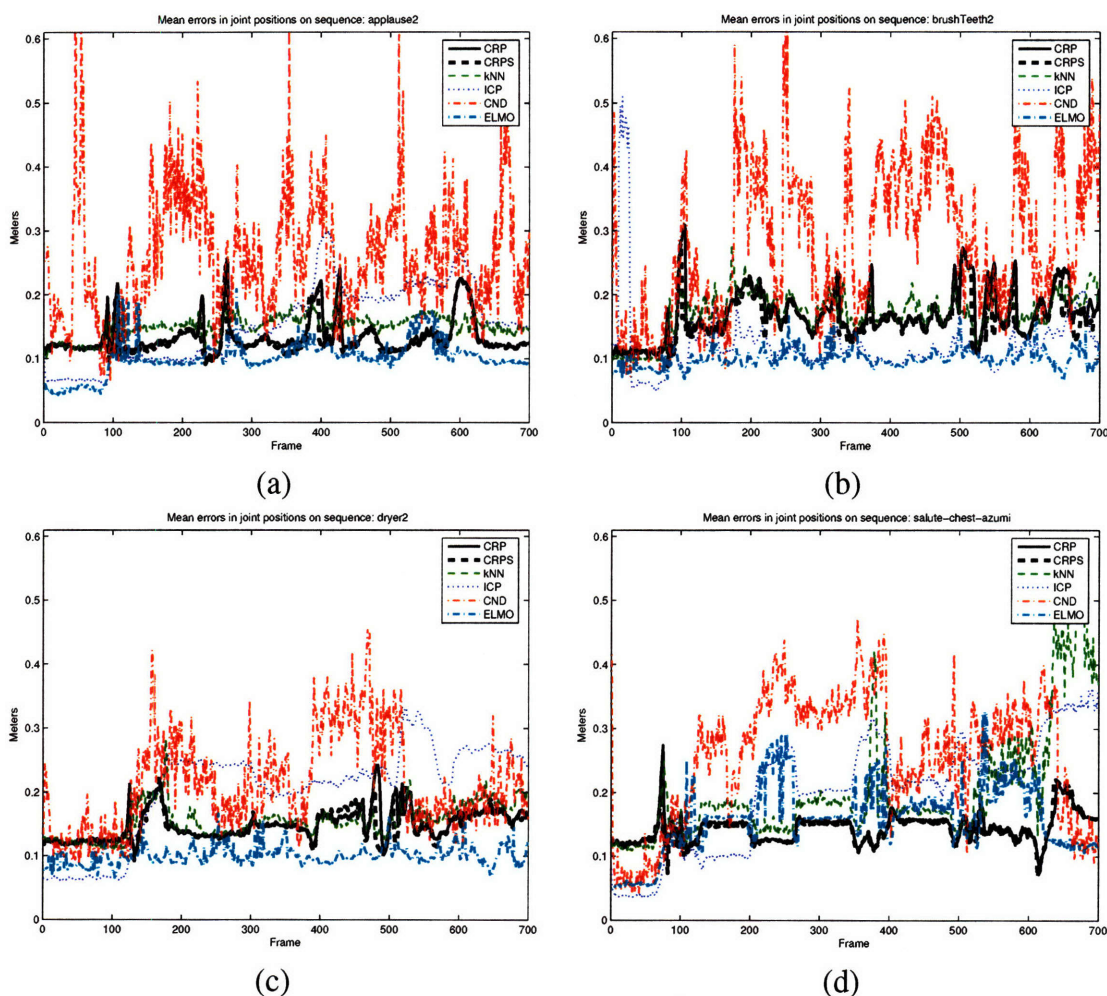 Mean errors in joint positions on sequence: applause2
0.6
0.5
0.4
0.3
0.2
0.1
0
Meters
CRP
CRPS
kNN
ICP
CND
ELMO
0 100 200 300 400 500 600 700
Frame
(a)
Mean errors in joint positions on sequence: brushTeeth2
0.6
0.5
0.4
0.3
0.2
0.1
0
Meters
CRP
CRPS
kNN
ICP
CND
ELMO
0 100 200 300 400 500 600 700
Frame
(b)
Mean errors in joint positions on sequence: dryer2
0.6
0.5
0.4
0.3
0.2
0.1
0
Meters
CRP
CRPS
kNN
ICP
CND
ELMO
0 100 200 300 400 500 600 700
Frame
(c)
Mean errors in joint positions on sequence: salute-chest-azumi
0.6
0.5
0.4
0.3
0.2
0.1
0
Meters
CRP
CRPS
kNN
ICP
CND
ELMO
0 100 200 300 400 500 600 700
Frame
(d)